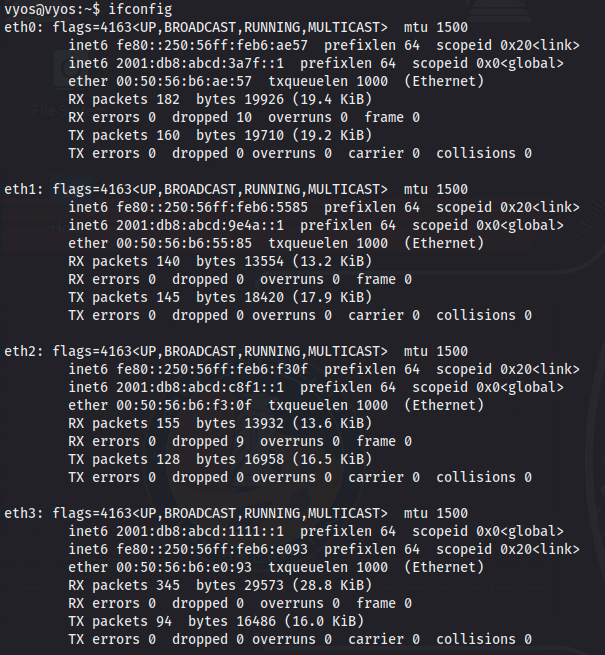 vyos@vyos:~$ ifconfig
eth0: flags=4163<UP,BROADCAST,RUNNING,MULTICAST>  mtu 1500
        inet6 fe80::250:56ff:feb6:ae57  prefixlen 64  scopeid 0x20<link>
        inet6 2001:db8:abcd:3a7f::1  prefixlen 64  scopeid 0x0<global>
        ether 00:50:56:b6:ae:57  txqueuelen 1000  (Ethernet)
        RX packets 182  bytes 19926 (19.4 KiB)
        RX errors 0  dropped 10  overruns 0  frame 0
        TX packets 160  bytes 19710 (19.2 KiB)
        TX errors 0  dropped 0 overruns 0  carrier 0  collisions 0

eth1: flags=4163<UP,BROADCAST,RUNNING,MULTICAST>  mtu 1500
        inet6 fe80::250:56ff:feb6:5585  prefixlen 64  scopeid 0x20<link>
        inet6 2001:db8:abcd:9e4a::1  prefixlen 64  scopeid 0x0<global>
        ether 00:50:56:b6:55:85  txqueuelen 1000  (Ethernet)
        RX packets 140  bytes 13554 (13.2 KiB)
        RX errors 0  dropped 0  overruns 0  frame 0
        TX packets 145  bytes 18420 (17.9 KiB)
        TX errors 0  dropped 0 overruns 0  carrier 0  collisions 0

eth2: flags=4163<UP,BROADCAST,RUNNING,MULTICAST>  mtu 1500
        inet6 fe80::250:56ff:feb6:f30f  prefixlen 64  scopeid 0x20<link>
        inet6 2001:db8:abcd:c8f1::1  prefixlen 64  scopeid 0x0<global>
        ether 00:50:56:b6:f3:0f  txqueuelen 1000  (Ethernet)
        RX packets 155  bytes 13932 (13.6 KiB)
        RX errors 0  dropped 9  overruns 0  frame 0
        TX packets 128  bytes 16958 (16.5 KiB)
        TX errors 0  dropped 0 overruns 0  carrier 0  collisions 0

eth3: flags=4163<UP,BROADCAST,RUNNING,MULTICAST>  mtu 1500
        inet6 2001:db8:abcd:1111::1  prefixlen 64  scopeid 0x0<global>
        inet6 fe80::250:56ff:feb6:e093  prefixlen 64  scopeid 0x20<link>
        ether 00:50:56:b6:e0:93  txqueuelen 1000  (Ethernet)
        RX packets 345  bytes 29573 (28.8 KiB)
        RX errors 0  dropped 0  overruns 0  frame 0
        TX packets 94  bytes 16486 (16.0 KiB)
        TX errors 0  dropped 0 overruns 0  carrier 0  collisions 0